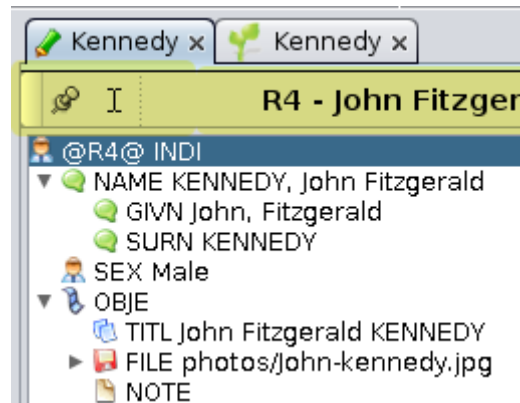 Kennedy x Kennedy x
R4 - John Fitzger
@R4@ INDI
NAME KENNEDY, John Fitzgerald
GIVN John, Fitzgerald
SURN KENNEDY
SEX Male
OBJE
TITL John Fitzgerald KENNEDY
FILE photos/John-kennedy.jpg
NOTE